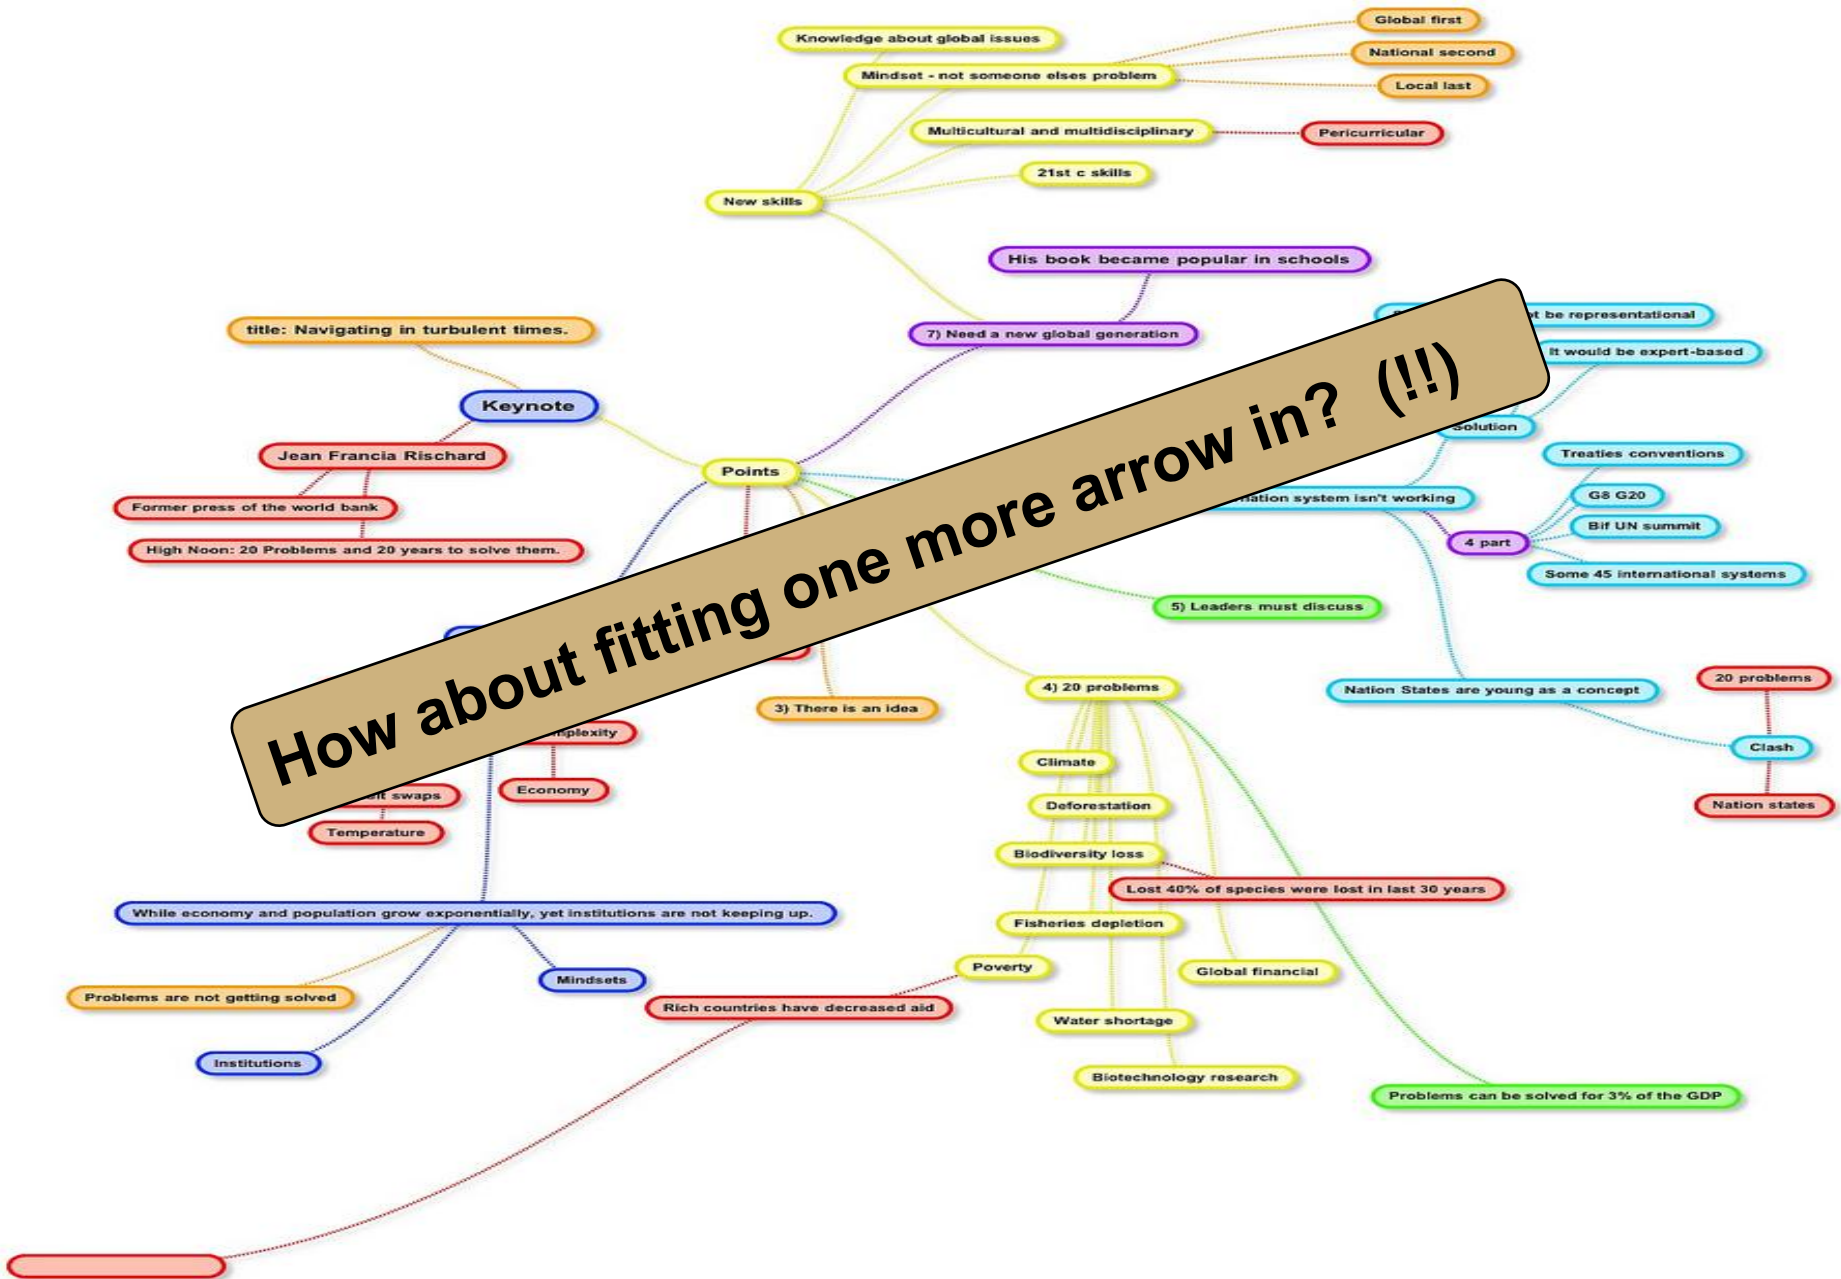 Global first
Knowledge about global issues
National second
Mindset - not someone elses problem
Local last
Multicultural and multidisciplinary
Pericurricular
21st c skills
New skills
His book became popular in schools
title: Navigating in turbulent times.
7) Need a new global generation
be representational
It would be expert-based
Keynote
Solution
Jean Francia Rischard
Treaties conventions
Points
nation system isn't working
G8 G20
Former press of the world bank
Bif UN summit
4 part
High Noon: 20 Problems and 20 years to solve them.
Some 45 international systems
5) Leaders must discuss
How about fitting one more arrow in? (!!)
20 problems
4) 20 problems
Nation States are young as a concept
3) There is an idea
Clash
Climate
Economy
swaps
Deforestation
Nation states
Temperature
Biodiversity loss
Lost 40% of species were lost in last 30 years
While economy and population grow exponentially, yet institutions are not keeping up.
Fisheries depletion
Poverty
Global financial
Mindsets
Problems are not getting solved
Rich countries have decreased aid
Water shortage
Institutions
Biotechnology research
Problems can be solved for 3% of the GDP